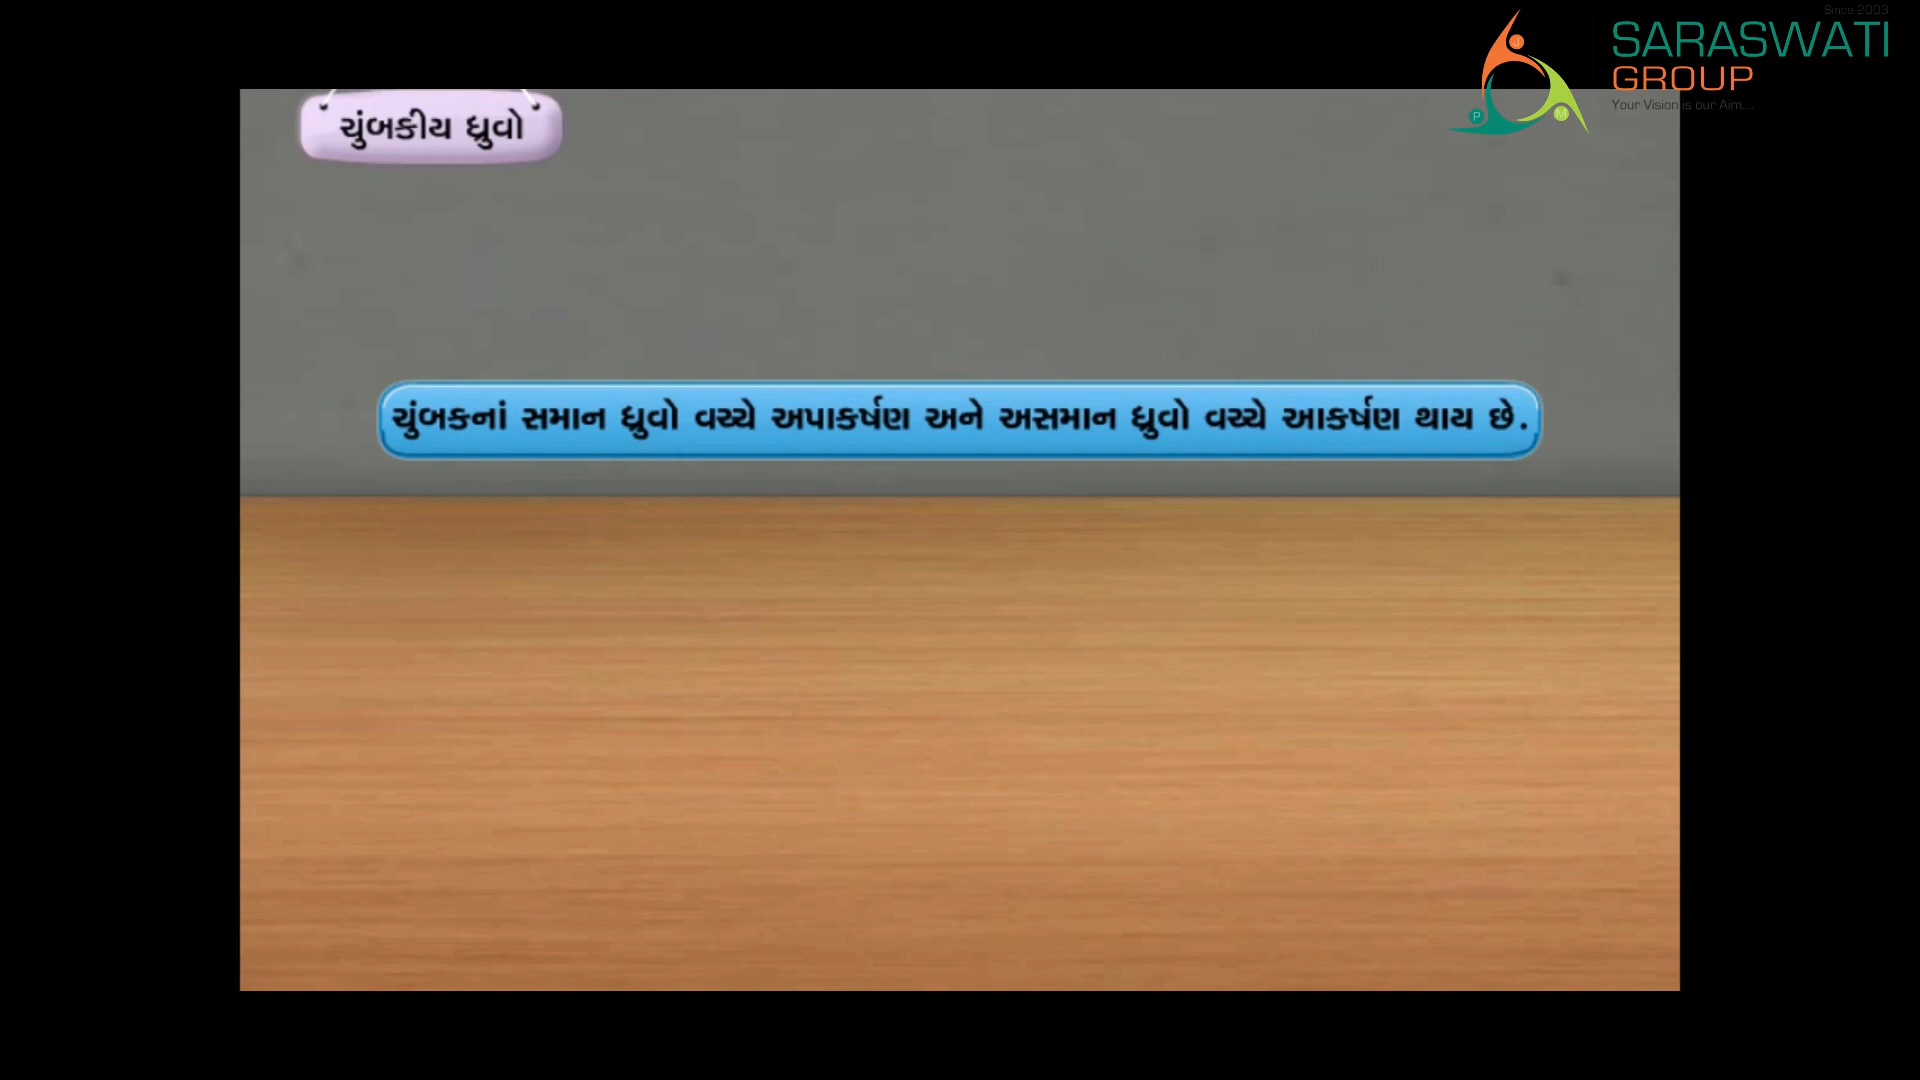 Since 2003
SARASWATI
GROUP
Your Vision is our Aim....
J
P
M
ચુંબકીય ધ્રુવો
ચુંબકનાં સમાન ધ્રુવો વચ્ચે અપાકર્ષણ અને અસમાન ધ્રુવો વચ્ચે આકર્ષણ થાય છે.